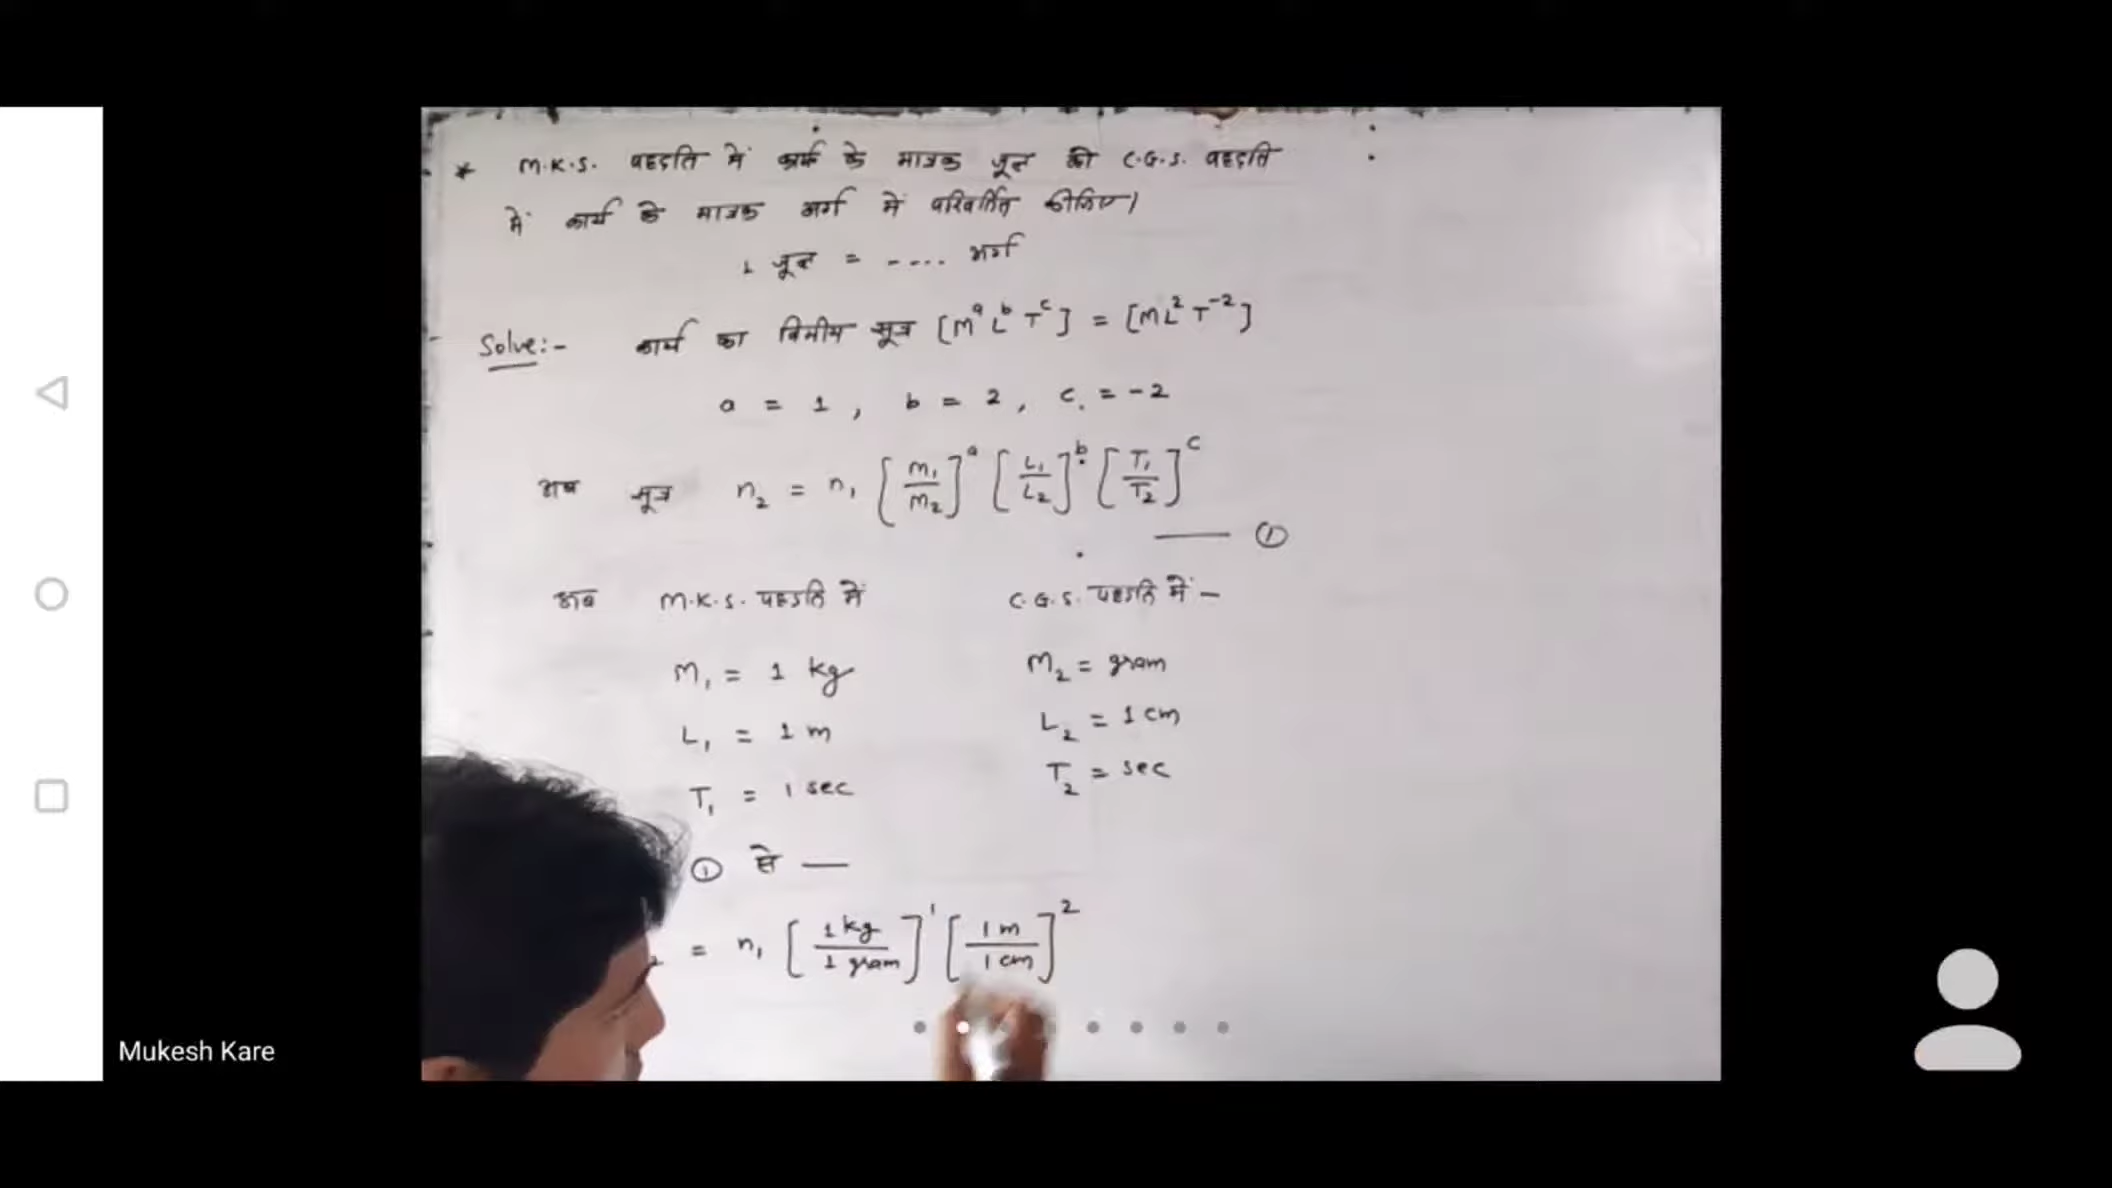 * M.K.S. पद्धति में कार्य के मात्रक जूल को C.G.S. पद्धति
में कार्य के मात्रक अर्ग में परिवर्तित कीजिए।
1 जूल = ---- अर्ग
Solve:- कार्य का विमीय सूत्र [M^a L^b T^c] = [ML^2 T^-2]
a = 1, b = 2, c = -2
अब सूत्र n₂ = n₁ [M₁/M₂]^a [L₁/L₂]^b [T₁/T₂]^c
—— ①
अब M.K.S. पद्धति में C.G.S. पद्धति में -
M₁ = 1 kg M₂ = gram
L₁ = 1 m L₂ = 1 cm
T₁ = 1 sec T₂ = sec
① से —
= n₁ [1 kg/1 gram]^1 [1 m/1 cm]^2
Mukesh Kare